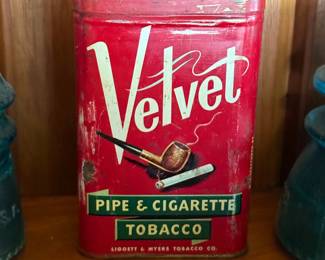 Velvet
PIPE & CIGARETTE
TOBACCO
LIGGETT & MYERS TOBACCO CO.